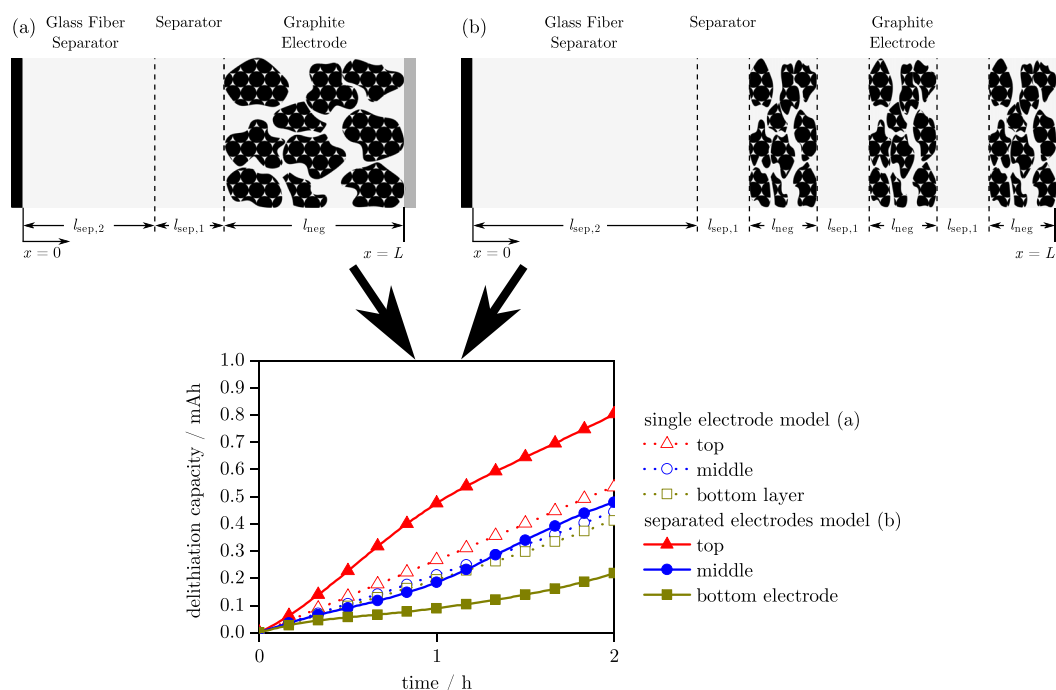 (a)
Glass Fiber
Separator
Separator
Graphite
Electrode
l_sep,2
l_sep,1
l_neg
x = 0
x = L
(b)
Glass Fiber
Separator
Separator
Graphite
Electrode
l_sep,2
l_sep,1
l_neg
l_sep,1
l_neg
l_sep,1
l_neg
x = 0
x = L
delithiation capacity / mAh
1.0
0.9
0.8
0.7
0.6
0.5
0.4
0.3
0.2
0.1
0.0
0
1
2
time / h
single electrode model (a)
top
middle
bottom layer
separated electrodes model (b)
top
middle
bottom electrode